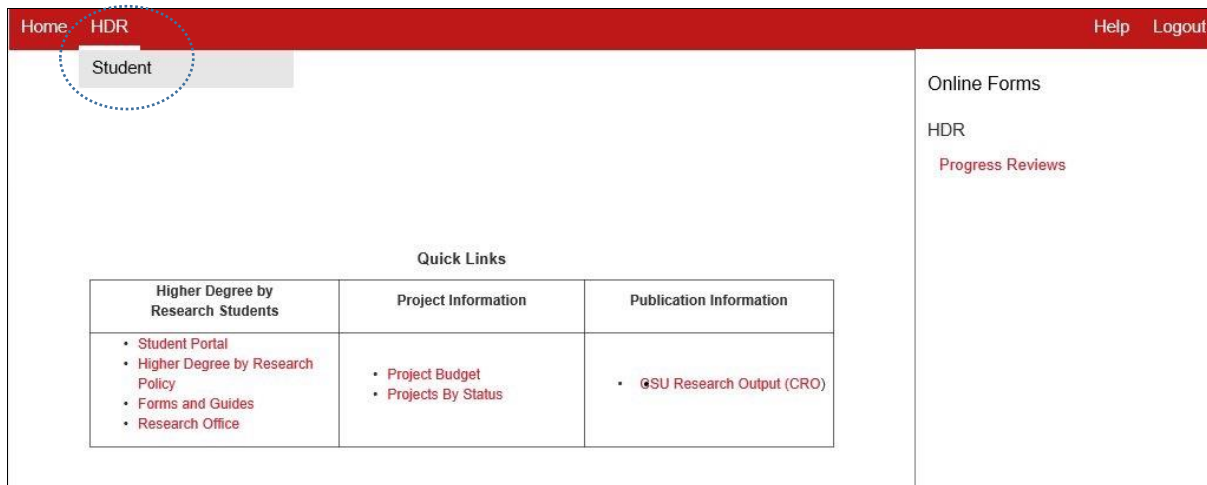 Home HDR Help Logout
Student
Online Forms
HDR
Progress Reviews
Quick Links
Higher Degree by
Research Students
Project Information
Publication Information
• Student Portal
• Higher Degree by Research
Policy
• Forms and Guides
• Research Office
• Project Budget
• Projects By Status
• CSU Research Output (CRO)